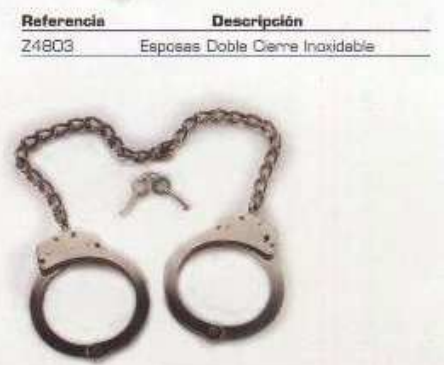 Referencia Descripción
Z4803 Esposas Doble Cierre Inoxidable